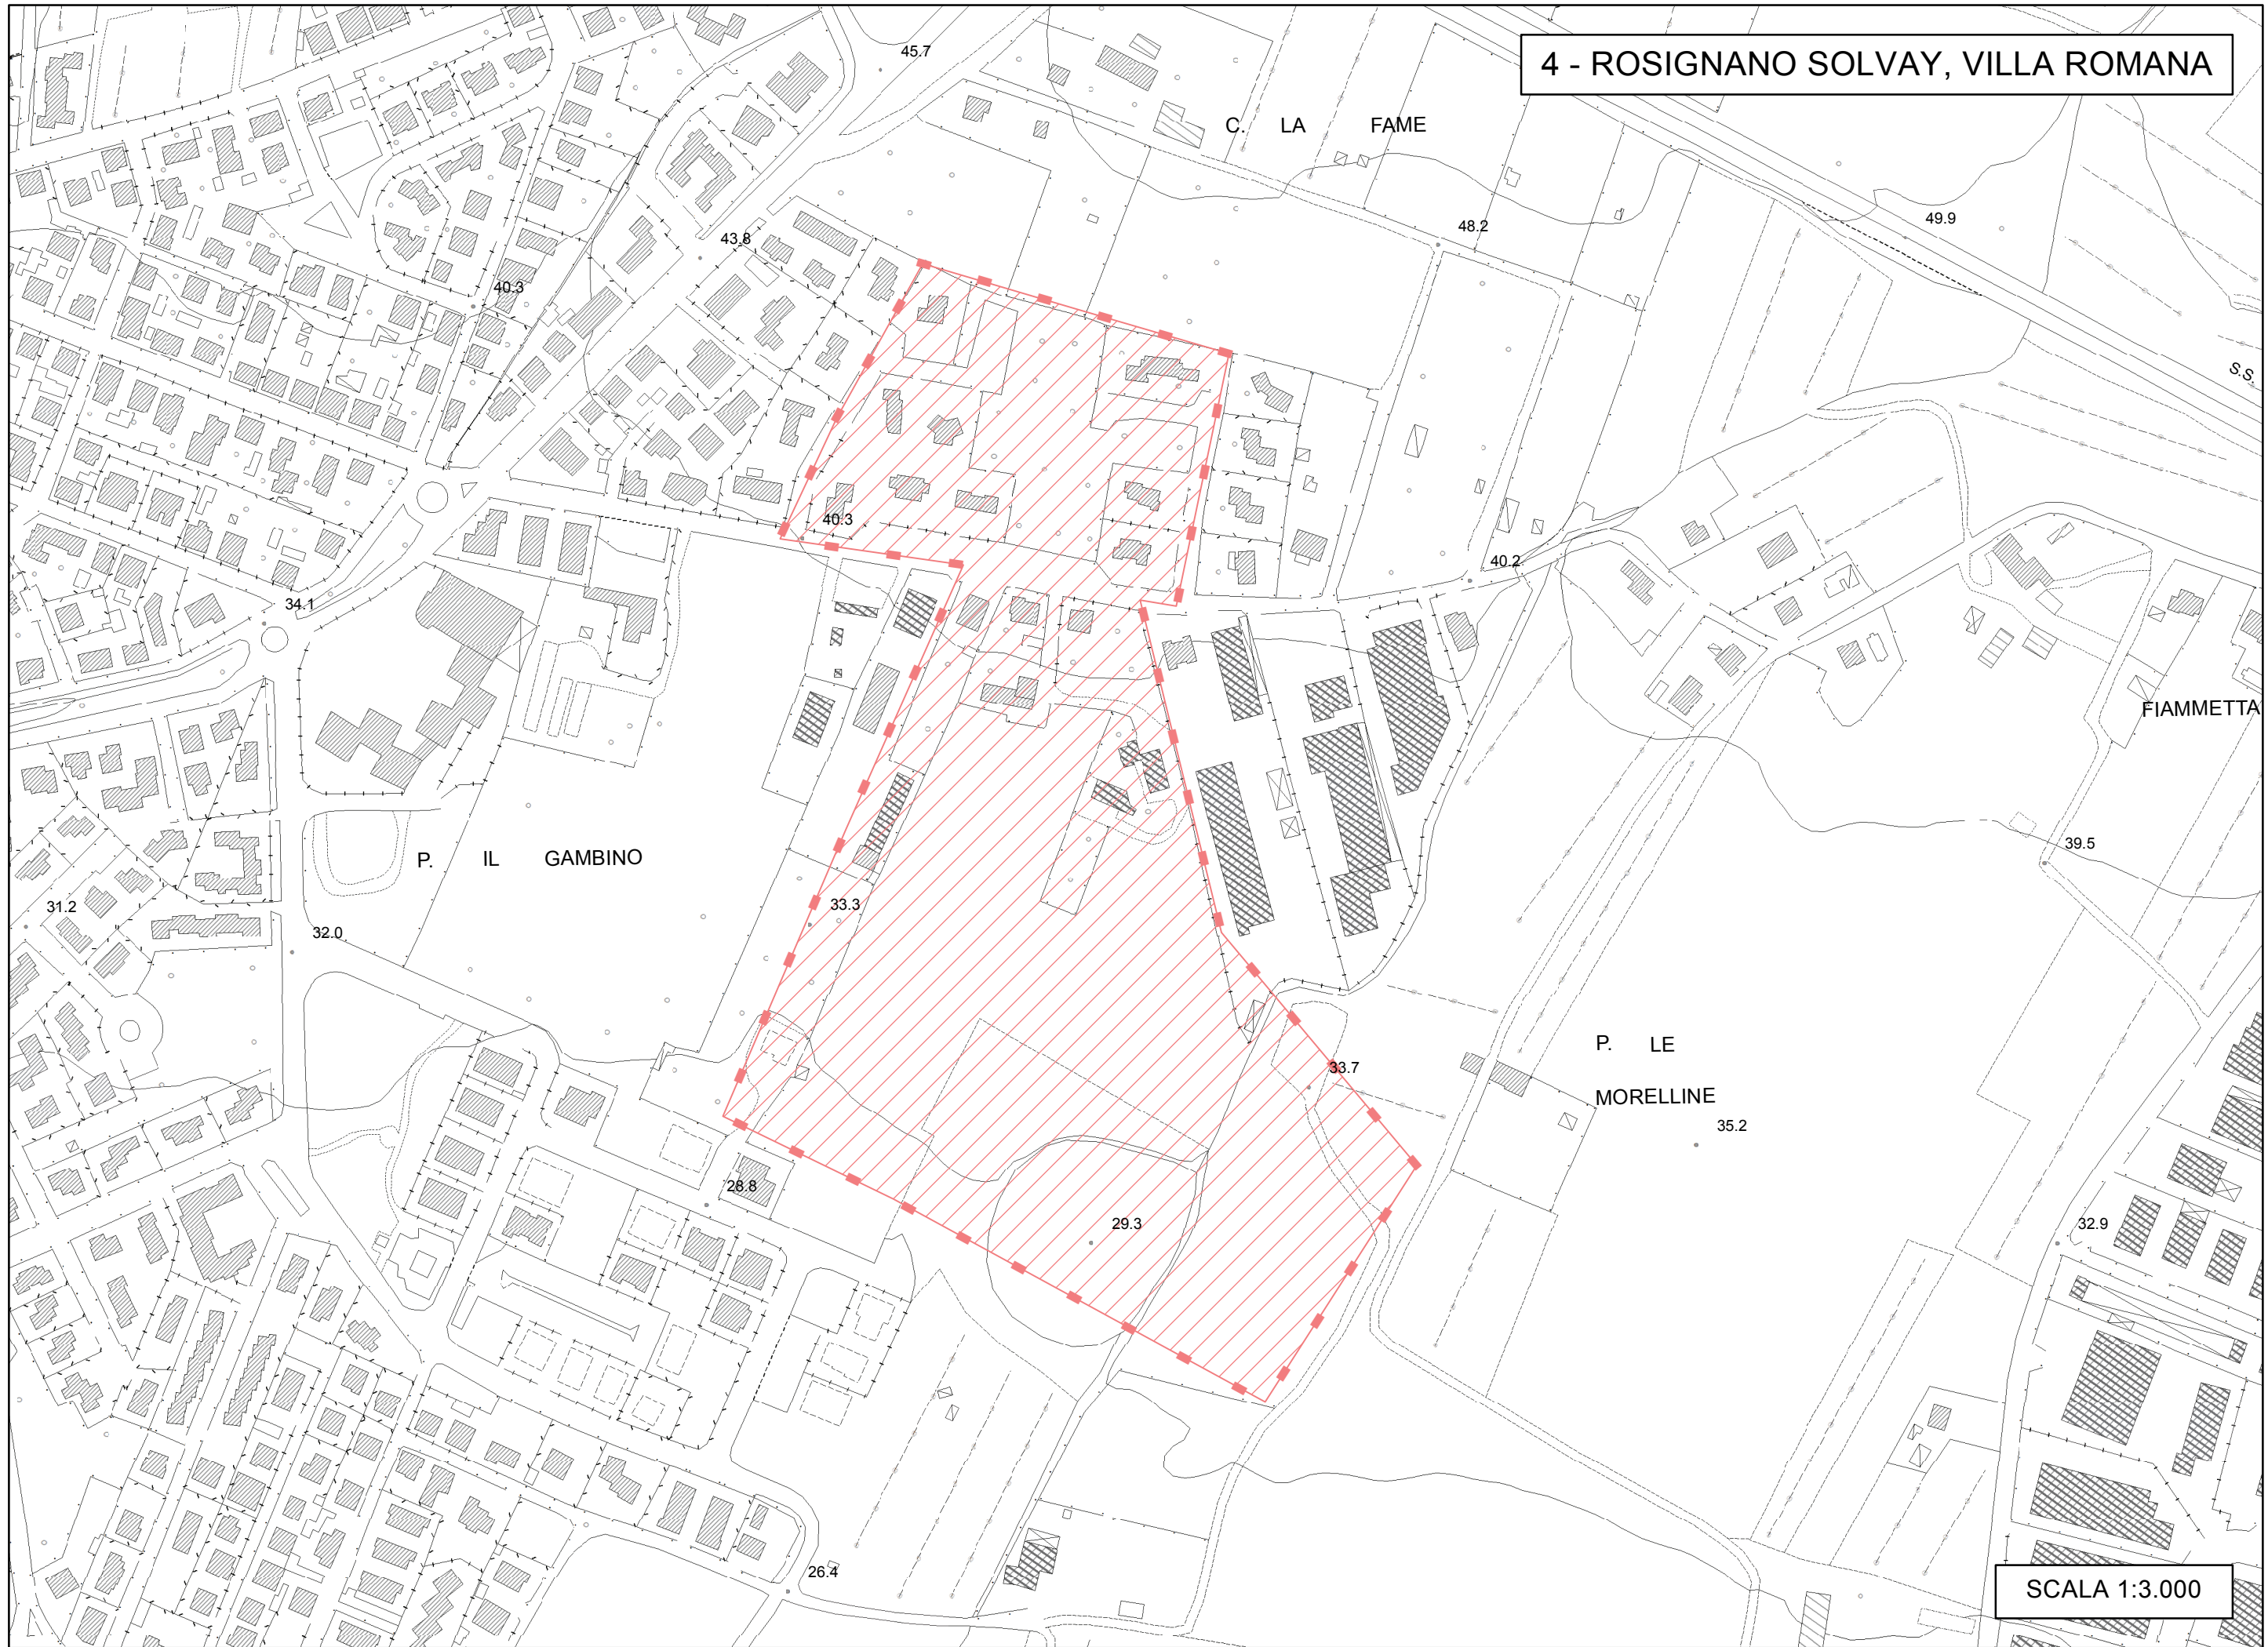 45.7
4 - ROSIGNANO SOLVAY, VILLA ROMANA
C. LA FAME
49.9
48.2
43.8
40.3
S.S.
40.3
40.2
34.1
FIAMMETTA
39.5
P. IL GAMBINO
33.3
31.2
32.0
P. LE
33.7
MORELLINE
35.2
28.8
29.3
32.9
26.4
SCALA 1:3.000